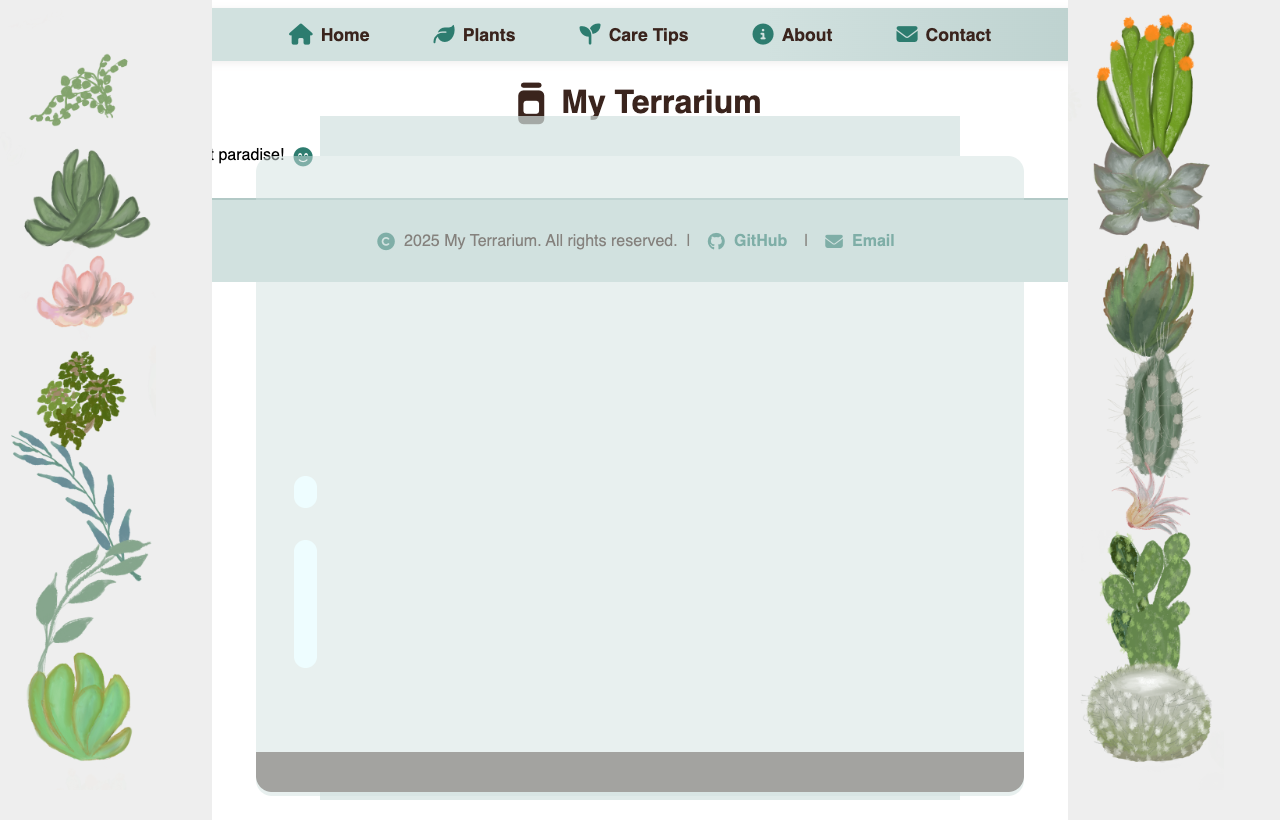 Home Plants Care Tips About Contact
My Terrarium
t paradise!
2025 My Terrarium. All rights reserved. | GitHub | Email